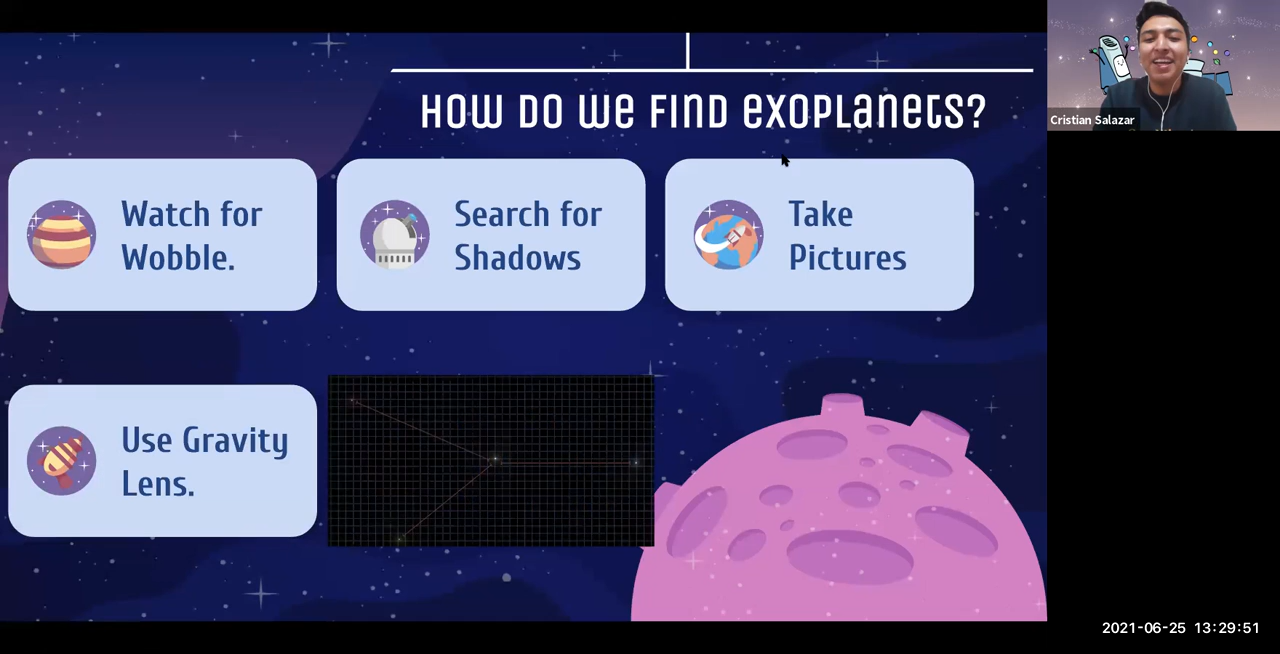 HOW DO WE FIND EXOPLANETS?
Cristian Salazar
Watch for
Wobble.
Search for
Shadows
Take
Pictures
Use Gravity
Lens.
2021-06-25 13:29:51